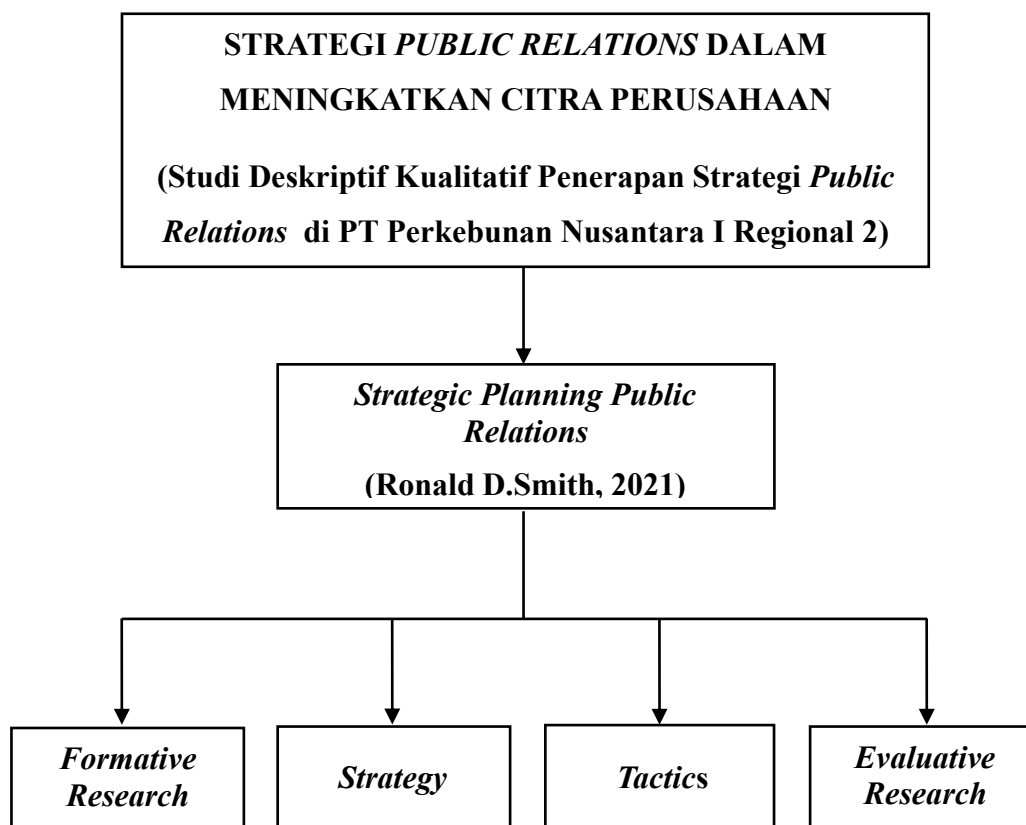 STRATEGI PUBLIC RELATIONS DALAM
MENINGKATKAN CITRA PERUSAHAAN
(Studi Deskriptif Kualitatif Penerapan Strategi Public
Relations di PT Perkebunan Nusantara I Regional 2)
Strategic Planning Public
Relations
(Ronald D.Smith, 2021)
Formative
Research
Strategy
Tactics
Evaluative
Research